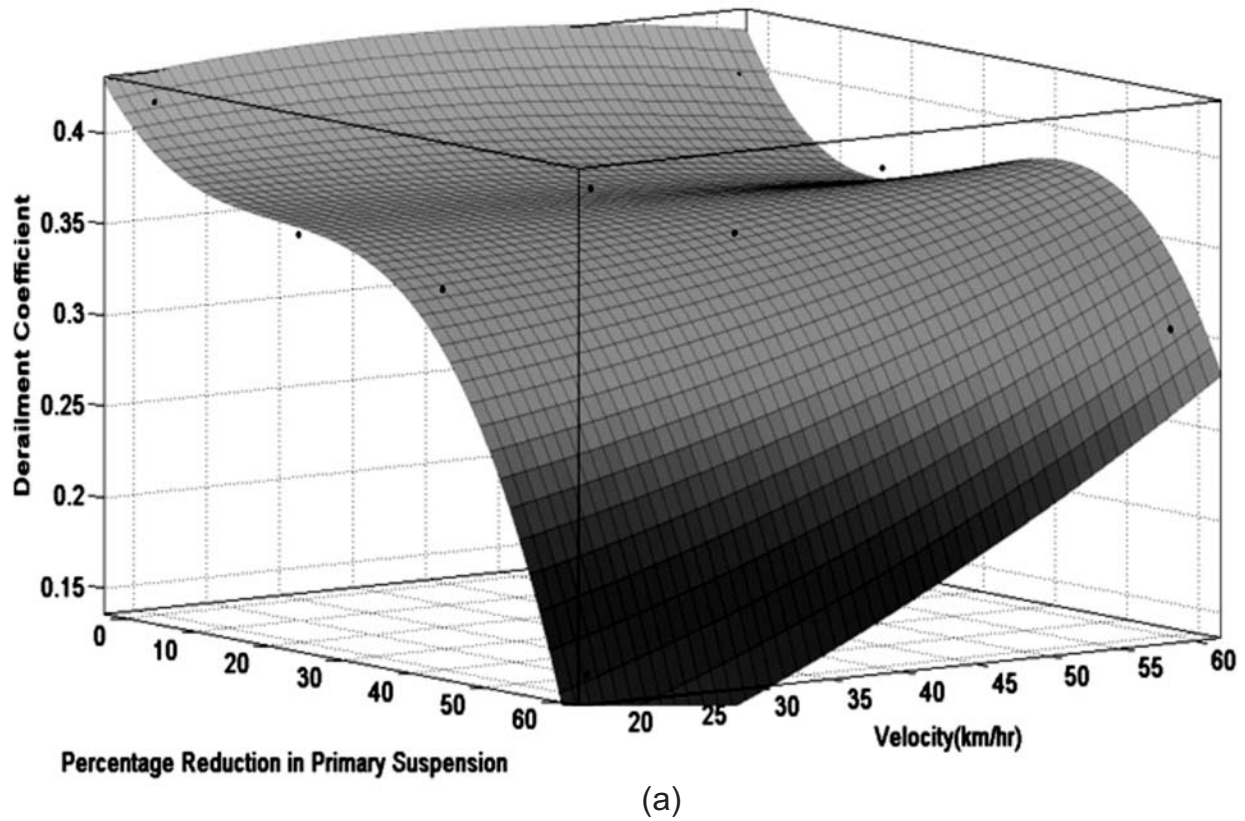 0.4
0.35
0.3
0.25
0.2
0.15
Derailment Coefficient
0 10 20 30 40 50 60
Percentage Reduction in Primary Suspension
20 25 30 35 40 45 50 55 60
Velocity(km/hr)
(a)